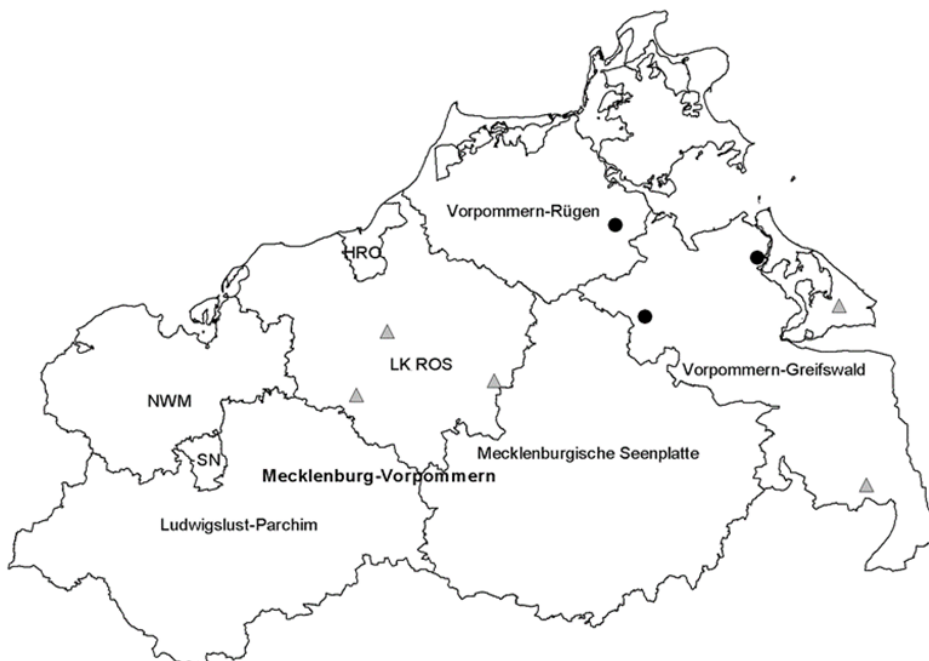 Vorpommern-Rügen
HRO
LK ROS
Vorpommern-Greifswald
NWM
Mecklenburgische Seenplatte
SN
Mecklenburg-Vorpommern
Ludwigslust-Parchim